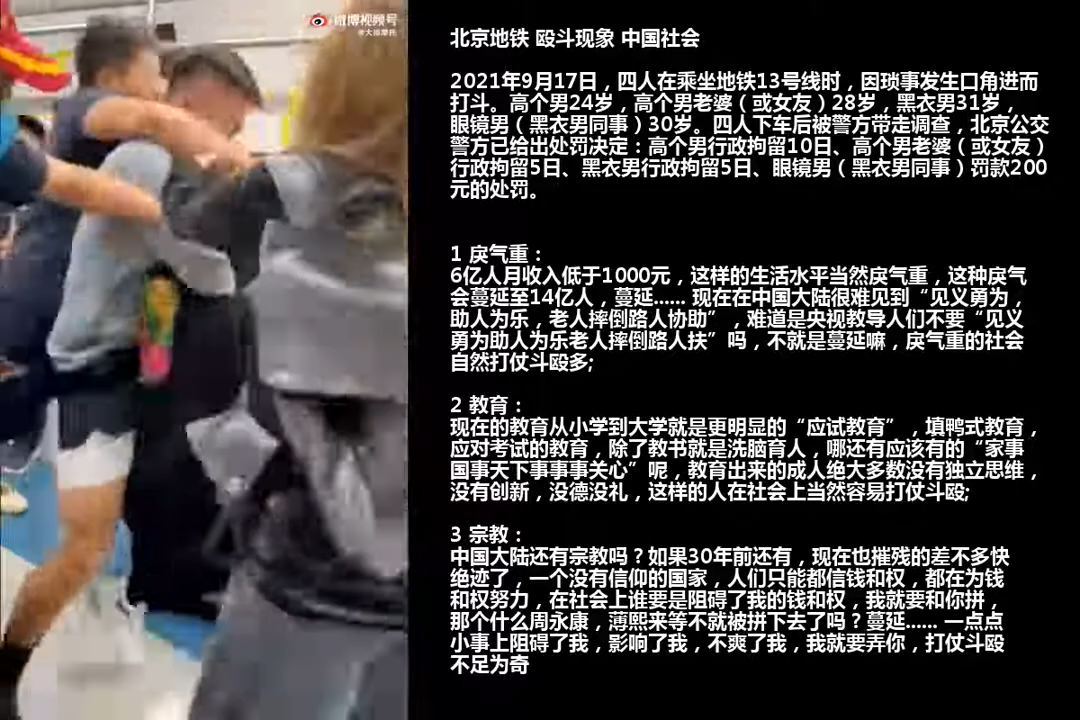 微博视频号
@大排摩托
北京地铁 殴斗现象 中国社会
2021年9月17日，四人在乘坐地铁13号线时，因琐事发生口角进而
打斗。高个男24岁，高个男老婆（或女友）28岁，黑衣男31岁，
眼镜男（黑衣男同事）30岁。四人下车后被警方带走调查，北京公交
警方已给出处罚决定：高个男行政拘留10日、高个男老婆（或女友）
行政拘留5日、黑衣男行政拘留5日、眼镜男（黑衣男同事）罚款200
元的处罚。
1 戾气重：
6亿人月收入低于1000元，这样的生活水平当然戾气重，这种戾气
会蔓延至14亿人，蔓延...... 现在在中国大陆很难见到“见义勇为，
助人为乐，老人摔倒路人协助”，难道是央视教导人们不要“见义
勇为助人为乐老人摔倒路人扶”吗，不就是蔓延嘛，戾气重的社会
自然打仗斗殴多;
2 教育：
现在的教育从小学到大学就是更明显的“应试教育”，填鸭式教育，
应对考试的教育，除了教书就是洗脑育人，哪还有应该有的“家事
国事天下事事事关心”呢，教育出来的成人绝大多数没有独立思维，
没有创新，没德没礼，这样的人在社会上当然容易打仗斗殴;
3 宗教：
中国大陆还有宗教吗？如果30年前还有，现在也摧残的差不多快
绝迹了，一个没有信仰的国家，人们只能都信钱和权，都在为钱
和权努力，在社会上谁要是阻碍了我的钱和权，我就要和你拼，
那个什么周永康，薄熙来等不就被拼下去了吗？蔓延...... 一点点
小事上阻碍了我，影响了我，不爽了我，我就要弄你，打仗斗殴
不足为奇